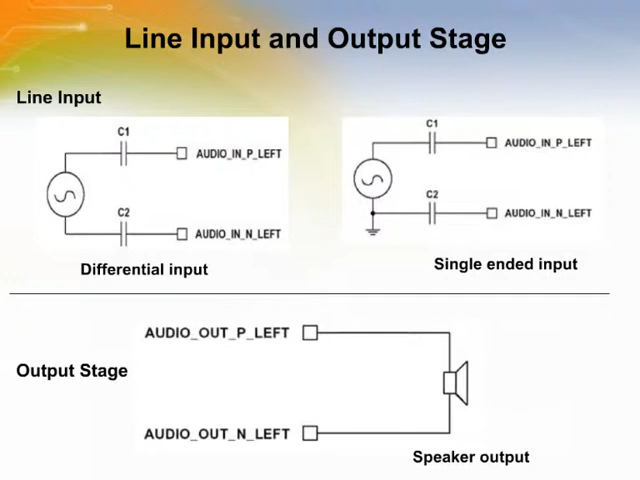 Line Input and Output Stage
Line Input
C1
AUDIO_IN_P_LEFT
C2
AUDIO_IN_N_LEFT
Differential input
C1
AUDIO_IN_P_LEFT
C2
AUDIO_IN_N_LEFT
Single ended input
AUDIO_OUT_P_LEFT
Output Stage
AUDIO_OUT_N_LEFT
Speaker output